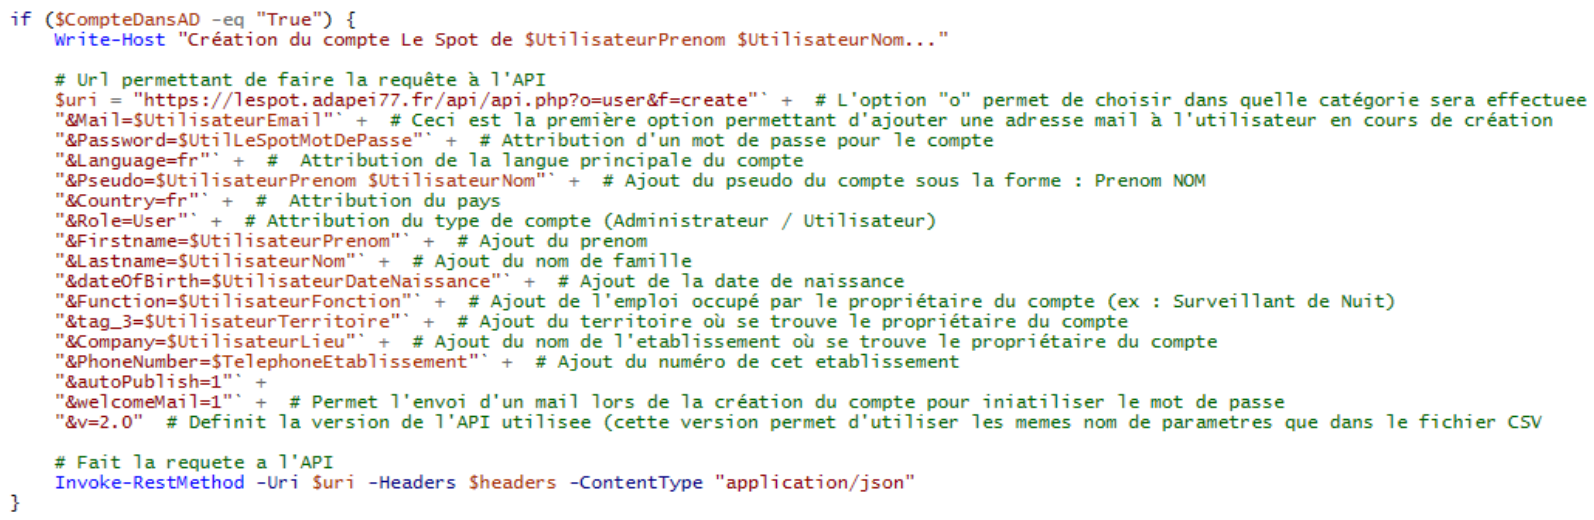 if ($CompteDansAD -eq "True") {
    Write-Host "Création du compte Le Spot de $UtilisateurPrenom $UtilisateurNom..."

    # Url permettant de faire la requête à l'API
    $uri = "https://lespot.adapei77.fr/api/api.php?o=user&f=create"` +  # L'option "o" permet de choisir dans quelle catégorie sera effectuee
    "&Mail=$UtilisateurEmail"` +  # Ceci est la première option permettant d'ajouter une adresse mail à l'utilisateur en cours de création
    "&Password=$UtilLeSpotMotDePasse"` +  # Attribution d'un mot de passe pour le compte
    "&Language=fr"` +  #  Attribution de la langue principale du compte
    "&Pseudo=$UtilisateurPrenom $UtilisateurNom"` +  # Ajout du pseudo du compte sous la forme : Prenom NOM
    "&Country=fr"` +  #  Attribution du pays
    "&Role=User"` +  # Attribution du type de compte (Administrateur / Utilisateur)
    "&Firstname=$UtilisateurPrenom"` +  # Ajout du prenom
    "&Lastname=$UtilisateurNom"` +  # Ajout du nom de famille
    "&dateOfBirth=$UtilisateurDateNaissance"` +  # Ajout de la date de naissance
    "&Function=$UtilisateurFonction"` +  # Ajout de l'emploi occupé par le propriétaire du compte (ex : Surveillant de Nuit)
    "&tag_3=$UtilisateurTerritoire"` +  # Ajout du territoire où se trouve le propriétaire du compte
    "&Company=$UtilisateurLieu"` +  # Ajout du nom de l'etablissement où se trouve le propriétaire du compte
    "&PhoneNumber=$TelephoneEtablissement"` +  # Ajout du numéro de cet etablissement
    "&autoPublish=1"` +
    "&welcomeMail=1"` +  # Permet l'envoi d'un mail lors de la création du compte pour iniatiliser le mot de passe
    "&v=2.0"  # Definit la version de l'API utilisee (cette version permet d'utiliser les memes nom de parametres que dans le fichier CSV

    # Fait la requete a l'API
    Invoke-RestMethod -Uri $uri -Headers $headers -ContentType "application/json"
}